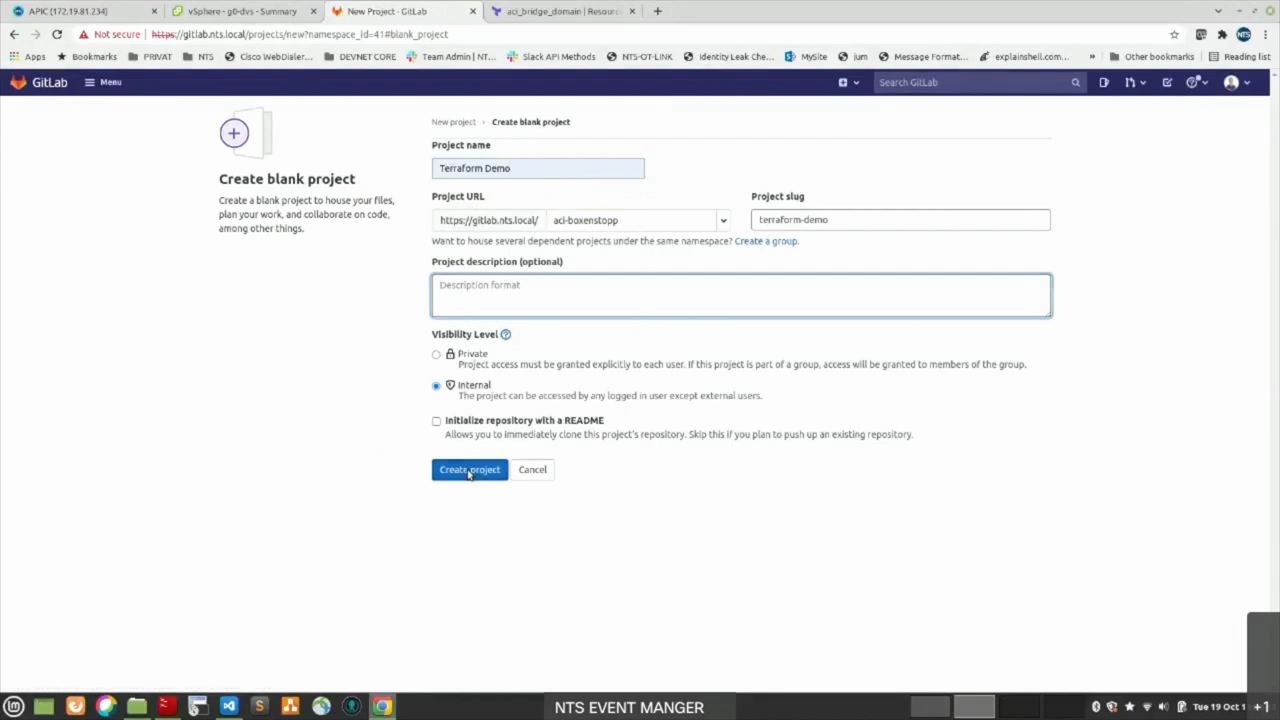 APIC (172.19.81.234)
vSphere - g0-dvs - Summary
New Project · GitLab
aci_bridge_domain | Resourc
Not secure
https://gitlab.nts.local/projects/new?namespace_id=41#blank_project
Apps
Bookmarks
PRIVAT
NTS
Cisco WebDialer...
DEVNET CORE
Team Admin | NT...
Slack API Methods
NTS-OT-LINK
Identity Leak Che...
MySite
jum
Message Format...
explainshell.com...
»
Other bookmarks
Reading list
GitLab
Menu
Search GitLab
New project › Create blank project
Create blank project
Create a blank project to house your files,
plan your work, and collaborate on code,
among other things.
Project name
Terraform Demo
Project URL
Project slug
https://gitlab.nts.local/
aci-boxenstopp
terraform-demo
Want to house several dependent projects under the same namespace? Create a group.
Project description (optional)
Description format
Visibility Level
Private
Project access must be granted explicitly to each user. If this project is part of a group, access will be granted to members of the group.
Internal
The project can be accessed by any logged in user except external users.
Initialize repository with a README
Allows you to immediately clone this project's repository. Skip this if you plan to push up an existing repository.
Create project
Cancel
NTS EVENT MANGER
Tue 19 Oct 1
+1